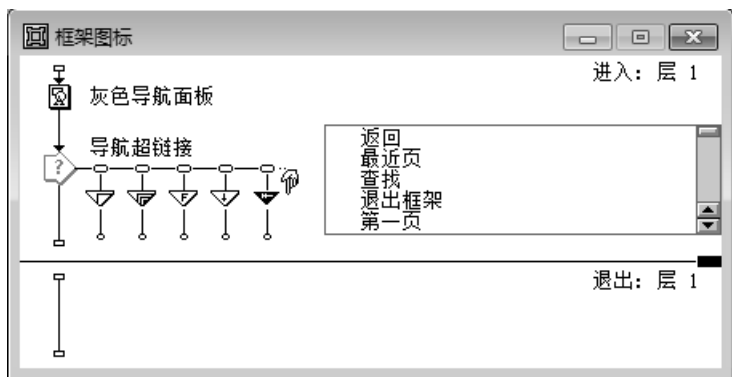 框架图标
进入: 层 1
灰色导航面板
导航超链接
?
返回
最近页
查找
退出框架
第一页
F
退出: 层 1